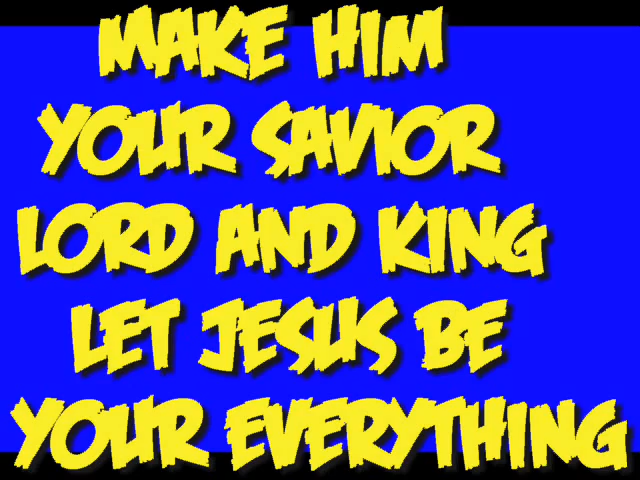 MAKE HIM
YOUR SAVIOR
LORD AND KING
LET JESUS BE
YOUR EVERYTHING